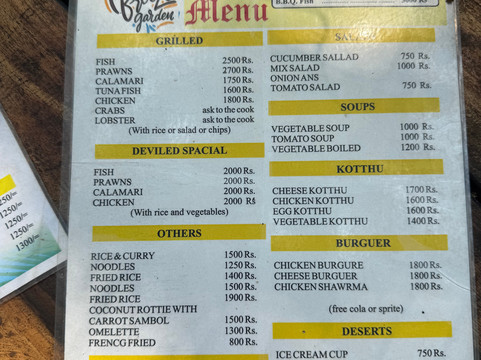 garden
Menu
B.B.Q. Fish
GRILLED
FISH 2500 Rs.
PRAWNS 2700 Rs.
CALAMARI 1750 Rs.
TUNA FISH 1600 Rs.
CHICKEN 1800 Rs.
CRABS ask to the cook
LOBSTER ask to the cook
(With rice or salad or chips)
DEVILED SPACIAL
FISH 2000 Rs.
PRAWNS 2000 Rs.
CALAMARI 2000 Rs.
CHICKEN 2000 R$
(With rice and vegetables)
OTHERS
RICE & CURRY 1500 Rs.
NOODLES 1250 Rs.
FRIED RICE 1400 Rs.
NOODLES 1500 Rs.
FRIED RICE 1900 Rs.
COCONUT ROTTIE WITH
CARROT SAMBOL 1500 Rs.
OMELETTE 1300 Rs.
FRENCG FRIED 800 Rs.
CUCUMBER SALLAD 750 Rs.
MIX SALAD 1000 Rs.
ONION ANS
TOMATO SALAD 750 Rs.
SOUPS
VEGETABLE SOUP 1000 Rs.
TOMATO SOUP 1000 Rs.
VEGETABLE BOILED 1200 Rs.
KOTTHU
CHEESE KOTTHU 1700 Rs.
CHICKEN KOTTHU 1600 Rs.
EGG KOTTHU 1600 Rs.
VEGETABLE KOTTHU 1400 Rs.
BURGUER
CHICKEN BURGURE 1800 Rs.
CHEESE BURGUER 1800 Rs.
CHICKEN SHAWRMA 1800 Rs.
(free cola or sprite)
DESERTS
ICE CREAM CUP 750 Rs.
1250/=
1250/=
1250/=
1250/=
1300/=